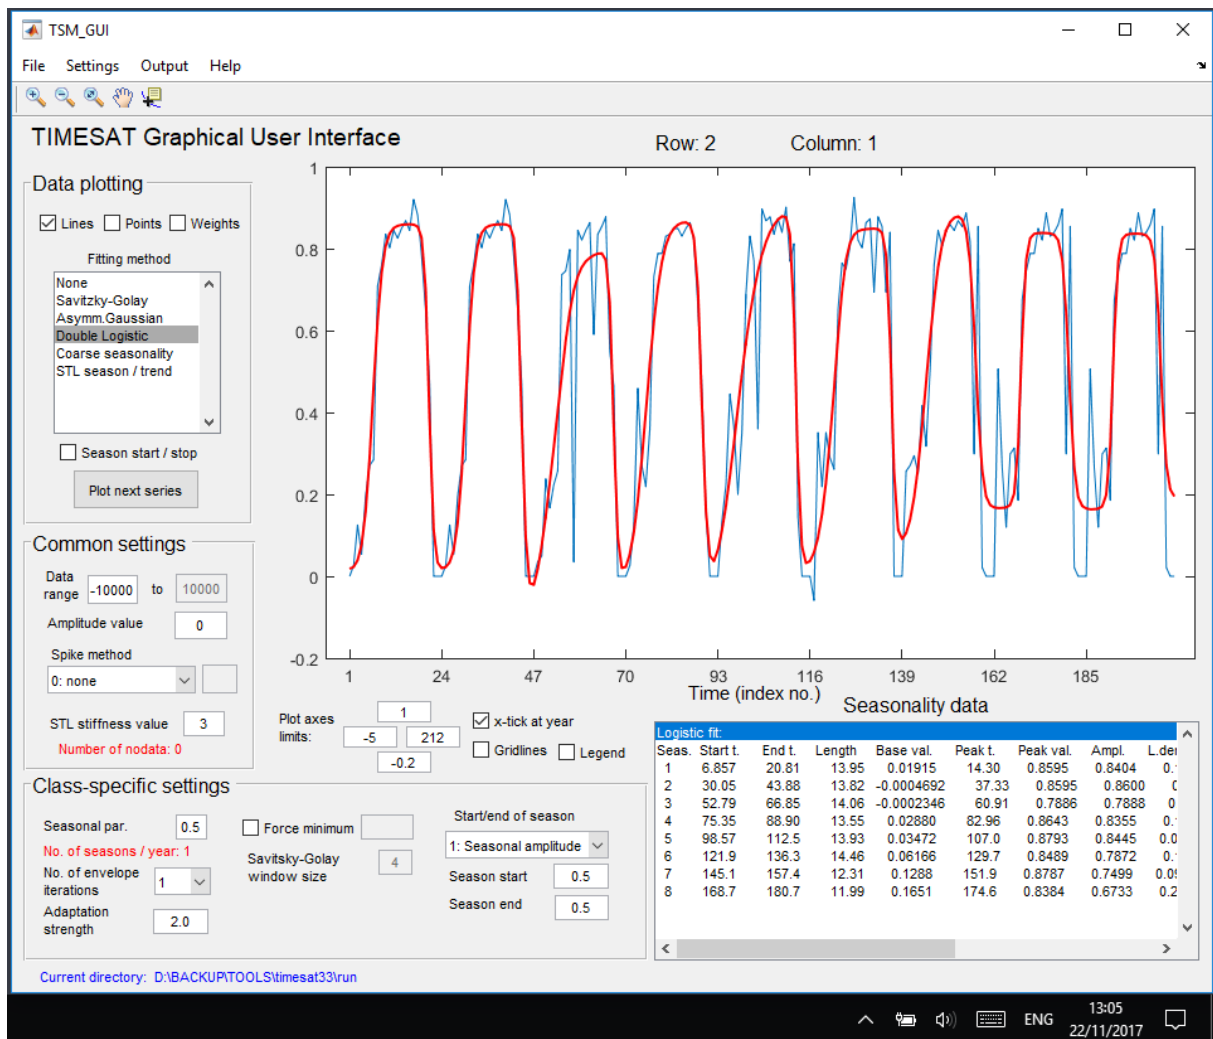 TSM_GUI
File Settings Output Help
TIMESAT Graphical User Interface
Row: 2 Column: 1
Data plotting
Lines Points Weights
Fitting method
None
Savitzky-Golay
Asymm.Gaussian
Double Logistic
Coarse seasonality
STL season / trend
Season start / stop
Plot next series
Common settings
Data range -10000 to 10000
Amplitude value 0
Spike method
0: none
STL stiffness value 3
Number of nodata: 0
1
0.8
0.6
0.4
0.2
0
-0.2
1 24 47 70 93 116 139 162 185
Time (index no.)
Plot axes limits:
1
-5 212
-0.2
x-tick at year
Gridlines Legend
Seasonality data
Logistic fit:
Seas. Start t. End t. Length Base val. Peak t. Peak val. Ampl. L.der
1 6.857 20.81 13.95 0.01915 14.30 0.8595 0.8404 0.
2 30.05 43.88 13.82 -0.0004692 37.33 0.8595 0.8600
3 52.79 66.85 14.06 -0.0002346 60.91 0.7886 0.7888 0
4 75.35 88.90 13.55 0.02880 82.96 0.8643 0.8355 0.
5 98.57 112.5 13.93 0.03472 107.0 0.8793 0.8445 0.0
6 121.9 136.3 14.46 0.06166 129.7 0.8489 0.7872 0.
7 145.1 157.4 12.31 0.1288 151.9 0.8787 0.7499 0.0
8 168.7 180.7 11.99 0.1651 174.6 0.8384 0.6733 0.2
Class-specific settings
Seasonal par. 0.5
No. of seasons / year: 1
No. of envelope
iterations 1
Adaptation
strength 2.0
Force minimum
Savitsky-Golay
window size 4
Start/end of season
1: Seasonal amplitude
Season start 0.5
Season end 0.5
Current directory: D:\BACKUP\TOOLS\timesat33\run
ENG
13:05
22/11/2017